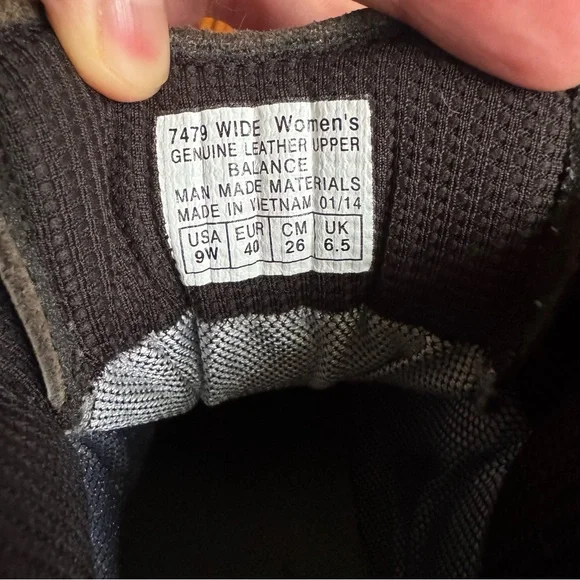 7479 WIDE Women's
GENUINE LEATHER UPPER
BALANCE
MAN MADE MATERIALS
MADE IN VIETNAM 01/14
USA EUR CM UK
9W 40 26 6.5